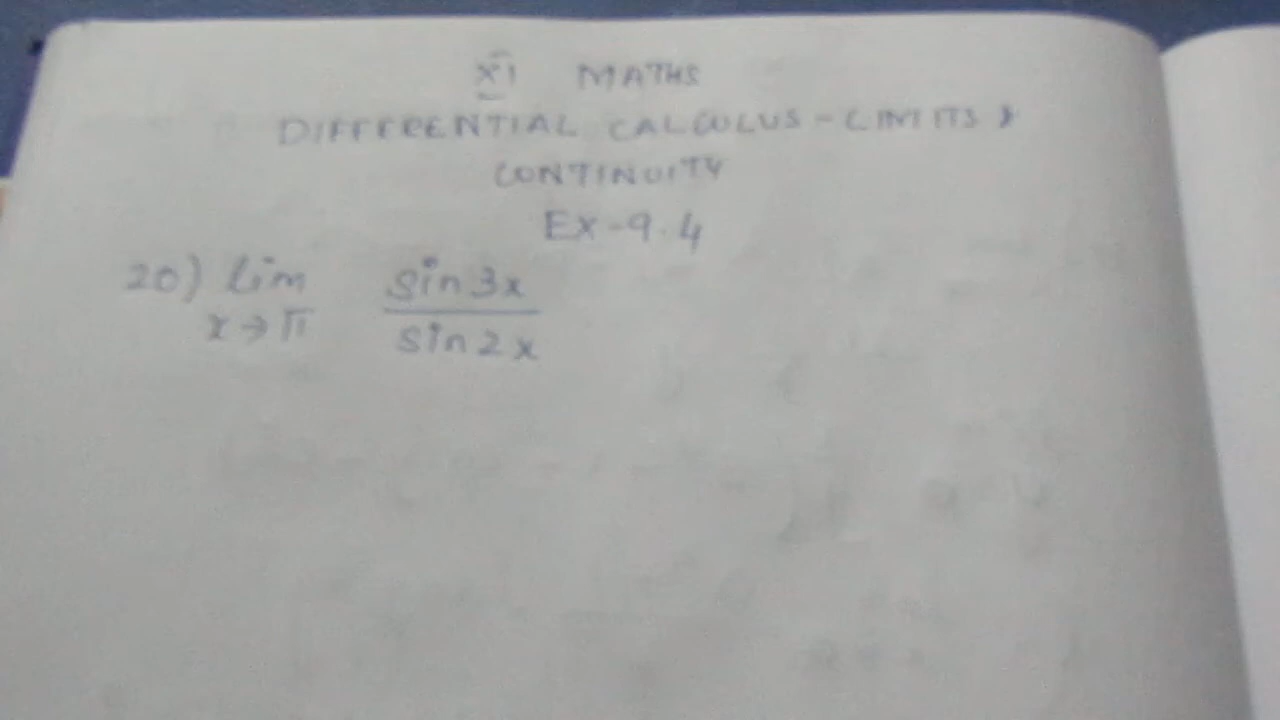 XI MATHS
DIFFERENTIAL CALCULUS - LIMITS &
CONTINUITY
EX-9.4
20) lim sin3x
x→π sin2x